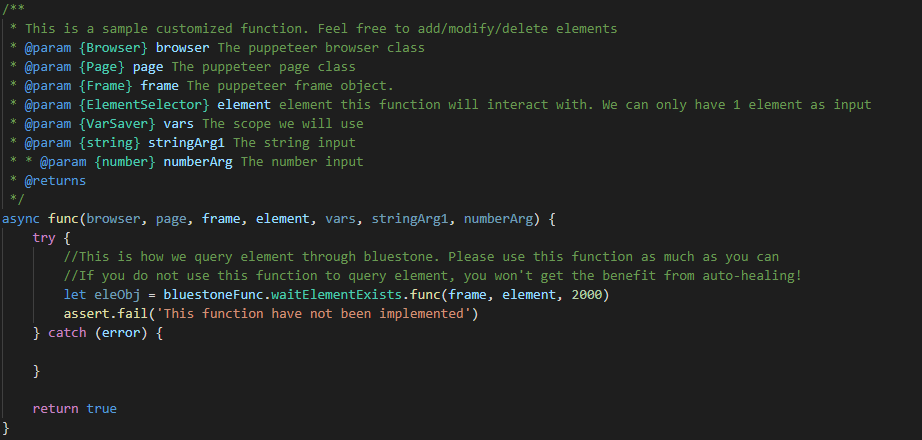 /**
 * This is a sample customized function. Feel free to add/modify/delete elements
 * @param {Browser} browser The puppeteer browser class
 * @param {Page} page The puppeteer page class
 * @param {Frame} frame The puppeteer frame object.
 * @param {ElementSelector} element element this function will interact with. We can only have 1 element as input
 * @param {VarSaver} vars The scope we will use
 * @param {string} stringArg1 The string input
 * * @param {number} numberArg The number input
 * @returns
 */
async func(browser, page, frame, element, vars, stringArg1, numberArg) {
    try {
        //This is how we query element through bluestone. Please use this function as much as you can
        //If you do not use this function to query element, you won't get the benefit from auto-healing!
        let eleObj = bluestoneFunc.waitElementExists.func(frame, element, 2000)
        assert.fail('This function have not been implemented')
    } catch (error) {
    }
    return true
}